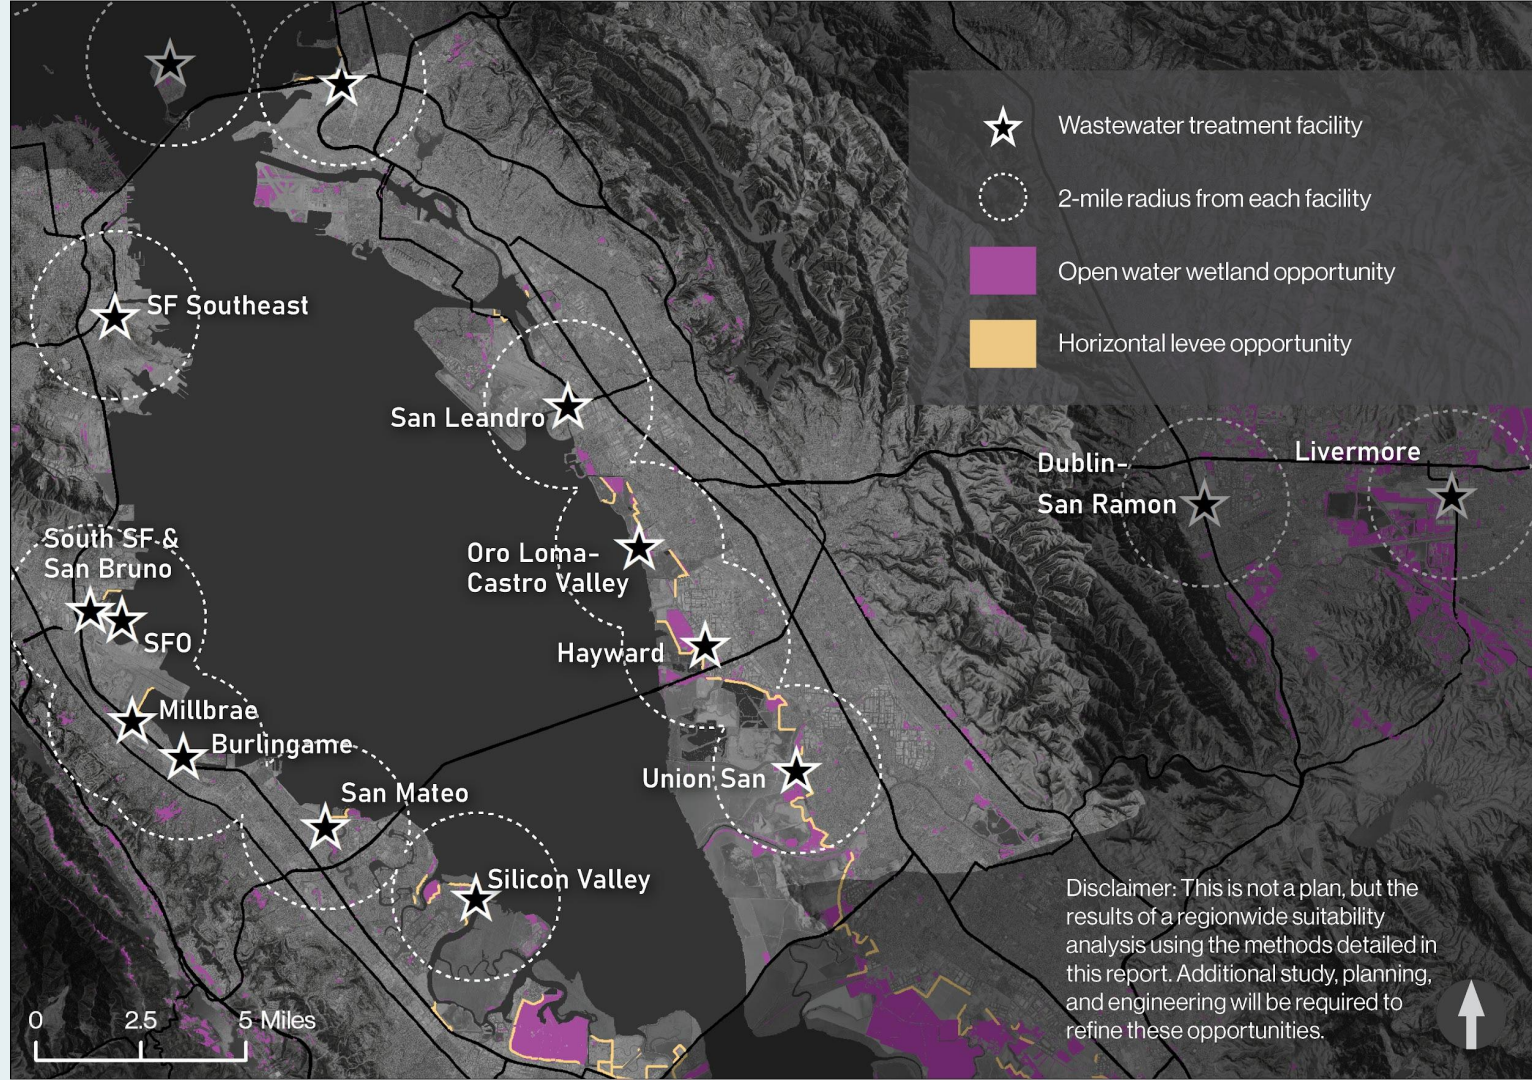 Wastewater treatment facility
2-mile radius from each facility
Open water wetland opportunity
Horizontal levee opportunity
SF Southeast
San Leandro
Dublin-
San Ramon
Livermore
South SF &
San Bruno
SFO
Oro Loma-
Castro Valley
Hayward
Millbrae
Burlingame
San Mateo
Union San
Silicon Valley
Disclaimer: This is not a plan, but the
results of a regionwide suitability
analysis using the methods detailed in
this report. Additional study, planning,
and engineering will be required to
refine these opportunities.
0 2.5 5 Miles